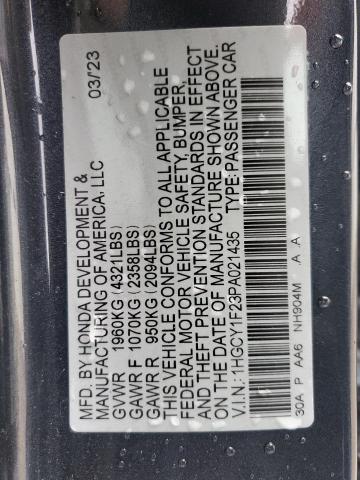 MFD. BY HONDA DEVELOPMENT & 03/23
MANUFACTURING OF AMERICA, LLC
GVWR 1960KG (4321LBS)
GAWR F 1070KG (2358LBS)
GAWR R 950KG (2094LBS)
THIS VEHICLE CONFORMS TO ALL APPLICABLE
FEDERAL MOTOR VEHICLE SAFETY, BUMPER,
AND THEFT PREVENTION STANDARDS IN EFFECT
ON THE DATE OF MANUFACTURE SHOWN ABOVE.
V.I.N.: 1HGCY1F23PA021435 TYPE: PASSENGER CAR
30A P AA6 NH904M A A